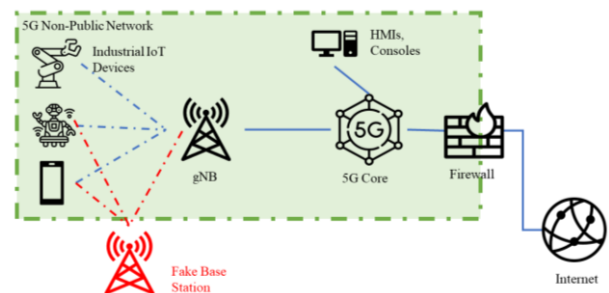 5G Non-Public Network
Industrial IoT
Devices
HMIs,
Consoles
5G
gNB
5G Core
Firewall
Fake Base
Station
Internet